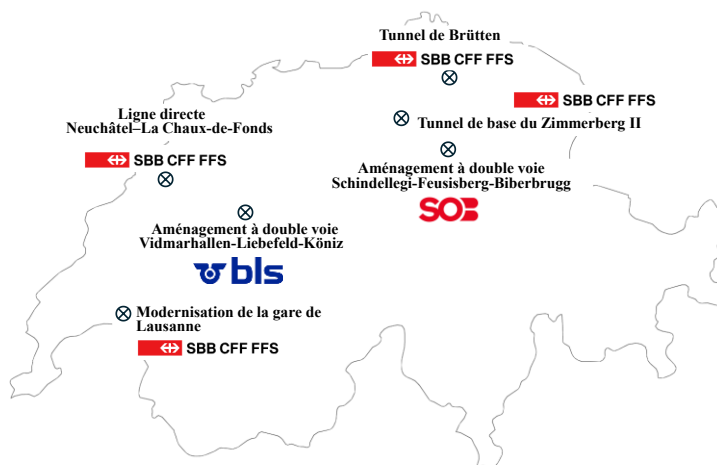 Tunnel de Brütten
SBB CFF FFS
SBB CFF FFS
Tunnel de base du Zimmerberg II
Ligne directe
Neuchâtel–La Chaux-de-Fonds
SBB CFF FFS
Aménagement à double voie
Schindellegi-Feusisberg-Biberbrugg
SOB
Aménagement à double voie
Vidmarhallen-Liebefeld-Köniz
bls
Modernisation de la gare de
Lausanne
SBB CFF FFS